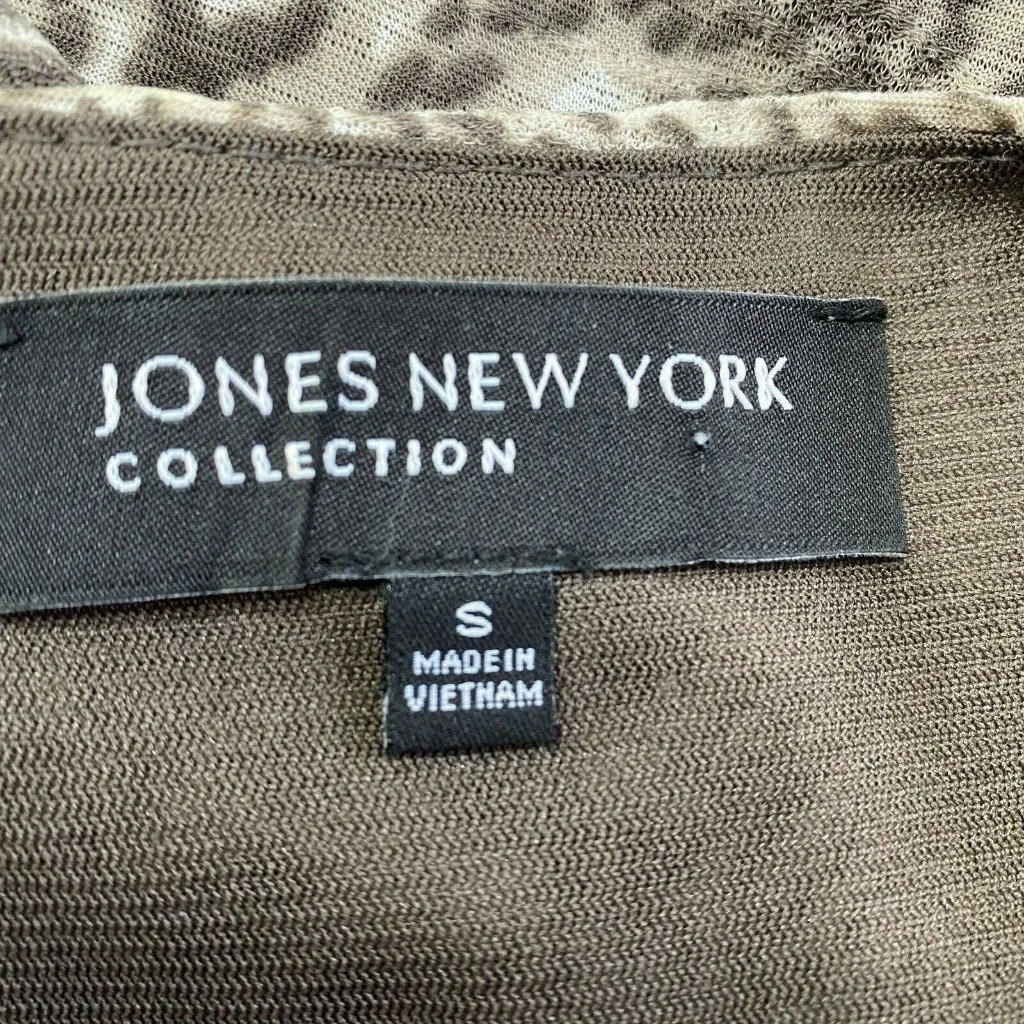 JONES NEW YORK
COLLECTION
S
MADE IN
VIETNAM